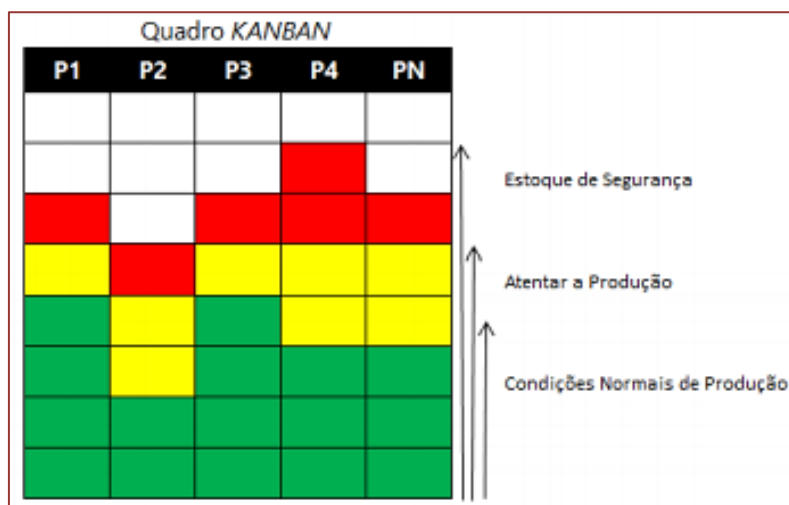 Quadro KANBAN
P1 P2 P3 P4 PN
Estoque de Segurança
Atentar a Produção
Condições Normais de Produção